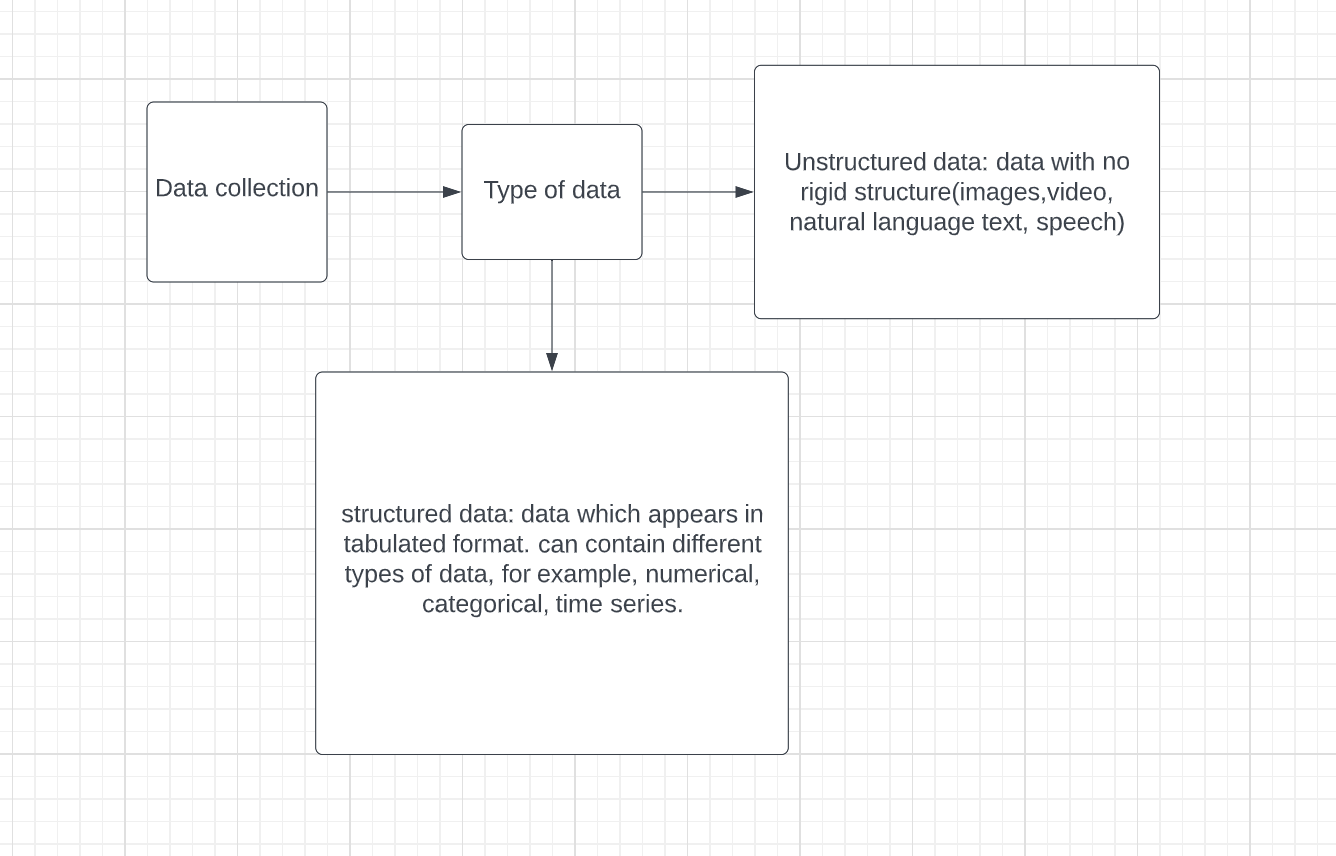 Data collection
Type of data
Unstructured data: data with no
rigid structure(images,video,
natural language text, speech)
structured data: data which appears in
tabulated format. can contain different
types of data, for example, numerical,
categorical, time series.